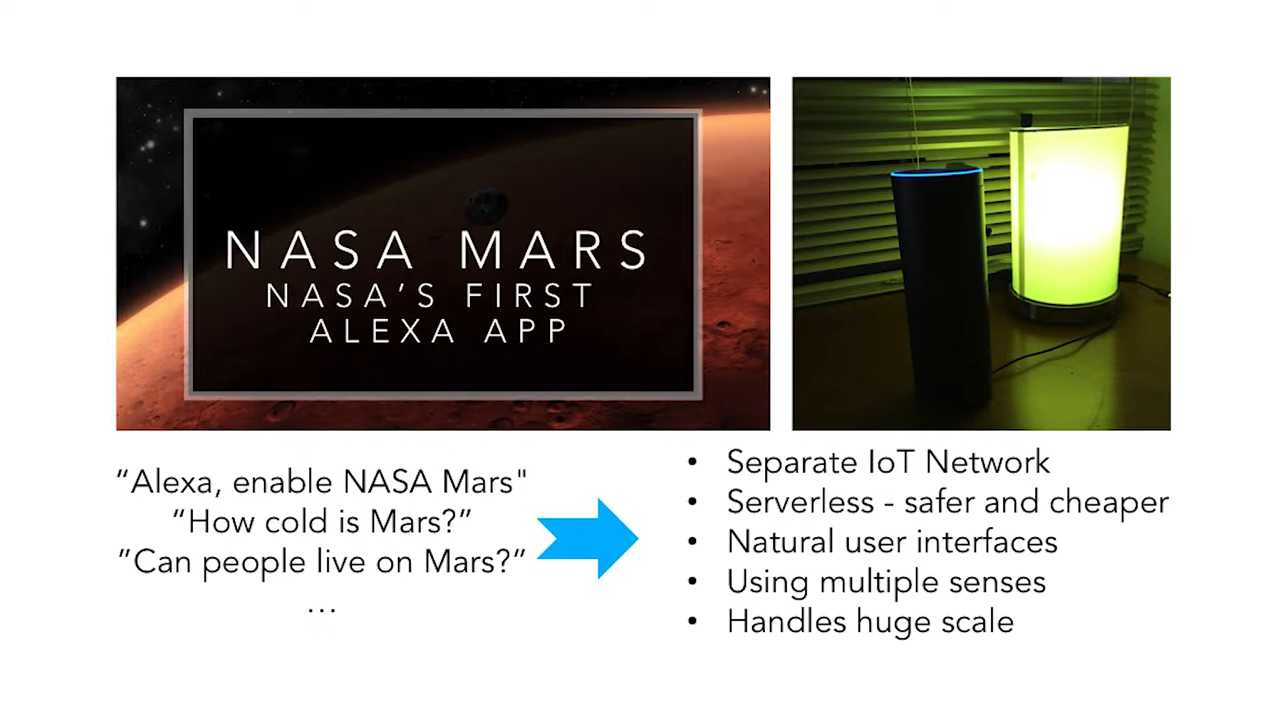 NASA MARS
NASA'S FIRST
ALEXA APP
“Alexa, enable NASA Mars"
“How cold is Mars?”
”Can people live on Mars?”
...
• Separate IoT Network
• Serverless - safer and cheaper
• Natural user interfaces
• Using multiple senses
• Handles huge scale